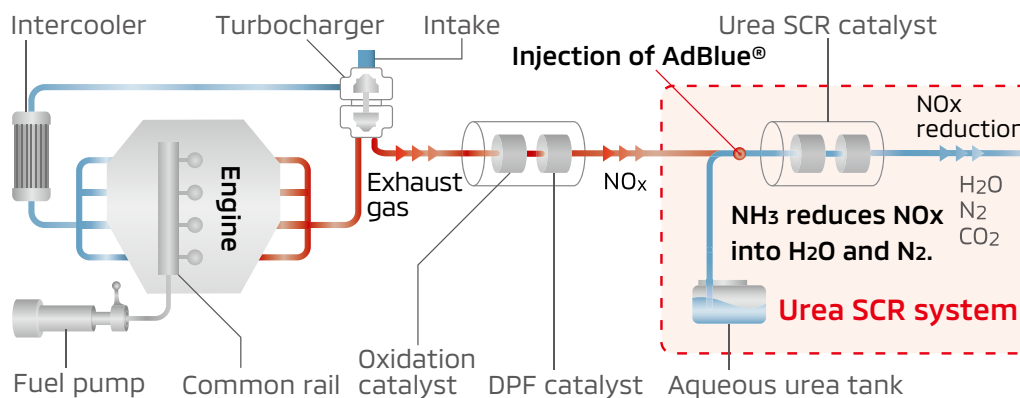 Intercooler
Turbocharger
Intake
Urea SCR catalyst
Injection of AdBlue®
NOx
reduction
Engine
Exhaust
gas
NOx
H2O
N2
CO2
NH3 reduces NOx
into H2O and N2.
Urea SCR system
Fuel pump
Common rail
Oxidation
catalyst
DPF catalyst
Aqueous urea tank